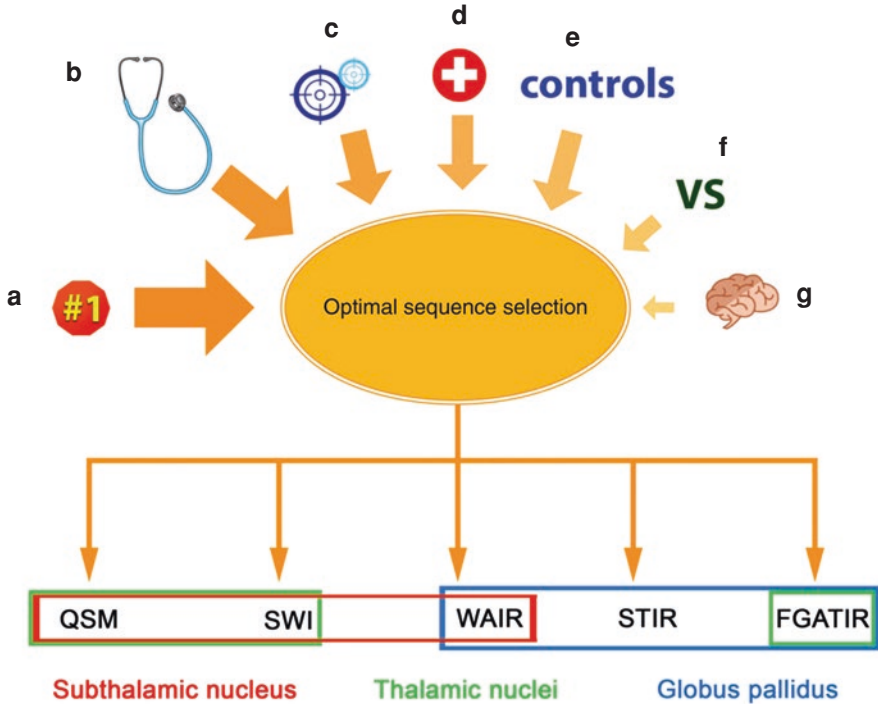 d
c
e
b
controls
f
VS
a
#1
Optimal sequence selection
g
QSM SWI WAIR STIR FGATIR
Subthalamic nucleus Thalamic nuclei Globus pallidus